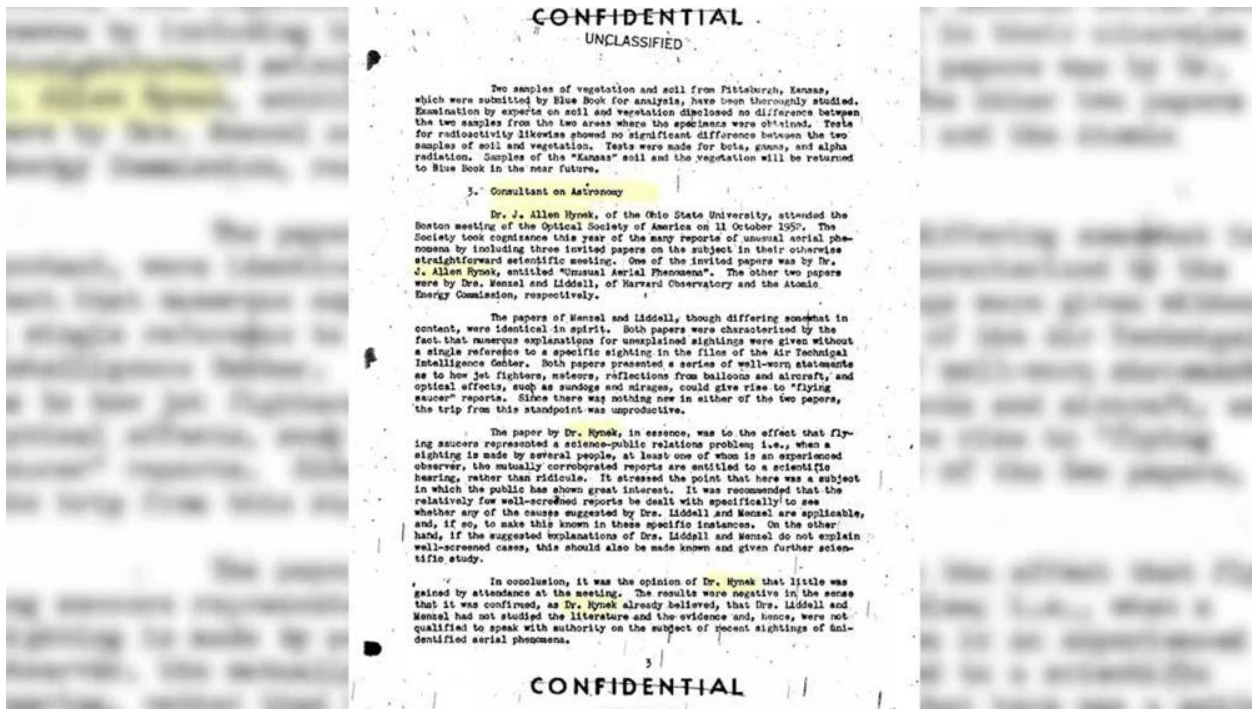 CONFIDENTIAL
UNCLASSIFIED
Two samples of vegetation and soil from Pittsburgh, Kansas,
which were submitted by Blue Book for analysis, have been thoroughly studied.
Examination by experts on soil and vegetation disclosed no difference between
the two samples from the two areas where the specimens were obtained. Tests
for radioactivity likewise showed no significant difference between the two
samples of soil and vegetation. Tests were made for beta, gamma, and alpha
radiation. Samples of the "Kansas" soil and the vegetation will be returned
to Blue Book in the near future.
3. Consultant on Astronomy
Dr. J. Allen Hynek, of the Ohio State University, attended the
Boston meeting of the Optical Society of America on 11 October 1952. The
Society took cognizance this year of the many reports of unusual aerial phe-
nomena by including three invited papers on the subject in their otherwise
straightforward scientific meeting. One of the invited papers was by Dr.
J. Allen Hynek, entitled "Unusual Aerial Phenomena". The other two papers
were by Drs. Menzel and Liddell, of Harvard Observatory and the Atomic
Energy Commission, respectively.
The papers of Menzel and Liddell, though differing somewhat in
content, were identical in spirit. Both papers were characterized by the
fact that numerous explanations for unexplained sightings were given without
a single reference to a specific sighting in the files of the Air Technical
Intelligence Center. Both papers presented a series of well-worn statements
as to how jet fighters, meteors, reflections from balloons and aircraft, and
optical effects, such as sundogs and mirages, could give rise to "flying
saucer" reports. Since there was nothing new in either of the two papers,
the trip from this standpoint was unproductive.
The paper by Dr. Hynek, in essence, was to the effect that fly-
ing saucers represented a science-public relations problem; i.e., when a
sighting is made by several people, at least one of whom is an experienced
observer, the mutually corroborated reports are entitled to a scientific
hearing, rather than ridicule. It stressed the point that here was a subject
in which the public has shown great interest. It was recommended that the
relatively few well-screened reports be dealt with specifically to see
whether any of the causes suggested by Drs. Liddell and Menzel are applicable,
and, if so, to make this known in these specific instances. On the other
hand, if the suggested explanations of Drs. Liddell and Menzel do not explain
well-screened cases, this should also be made known and given further scien-
tific study.
In conclusion, it was the opinion of Dr. Hynek that little was
gained by attendance at the meeting. The results were negative in the sense
that it was confirmed, as Dr. Hynek already believed, that Drs. Liddell and
Menzel had not studied the literature and the evidence and, hence, were not
qualified to speak with authority on the subject of recent sightings of uni-
dentified aerial phenomena.
3
CONFIDENTIAL